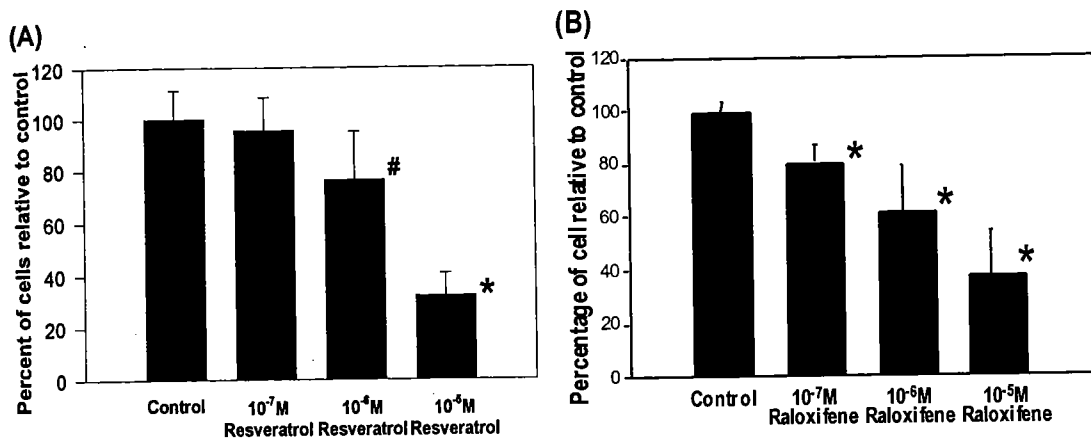 (A)
Percent of cells relative to control
120
100
80
60
40
20
0
#
*
Control 10⁻⁷M 10⁻⁶M 10⁻⁵M
Resveratrol Resveratrol Resveratrol
(B)
Percentage of cell relative to control
120
100
80
60
40
20
0
*
*
*
Control 10⁻⁷M 10⁻⁶M 10⁻⁵M
Raloxifene Raloxifene Raloxifene